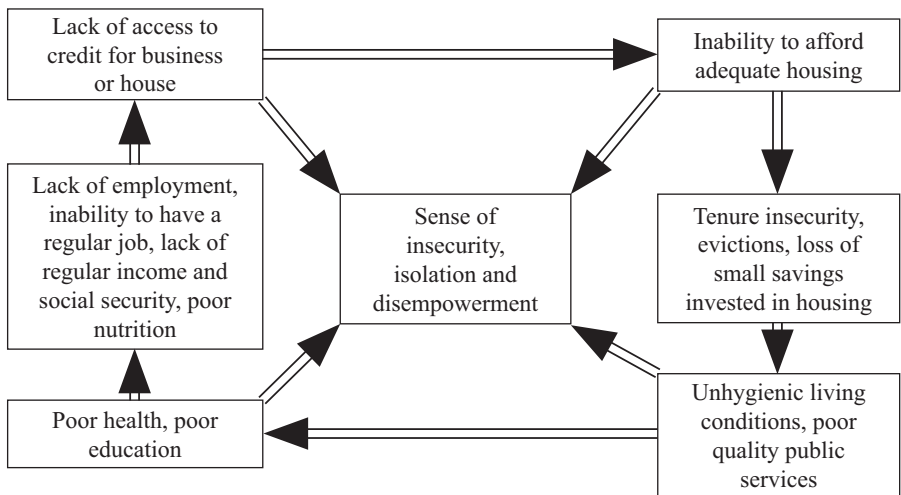 Lack of access to
credit for business
or house
Inability to afford
adequate housing
Lack of employment,
inability to have a
regular job, lack of
regular income and
social security, poor
nutrition
Sense of
insecurity,
isolation and
disempowerment
Tenure insecurity,
evictions, loss of
small savings
invested in housing
Poor health, poor
education
Unhygienic living
conditions, poor
quality public
services